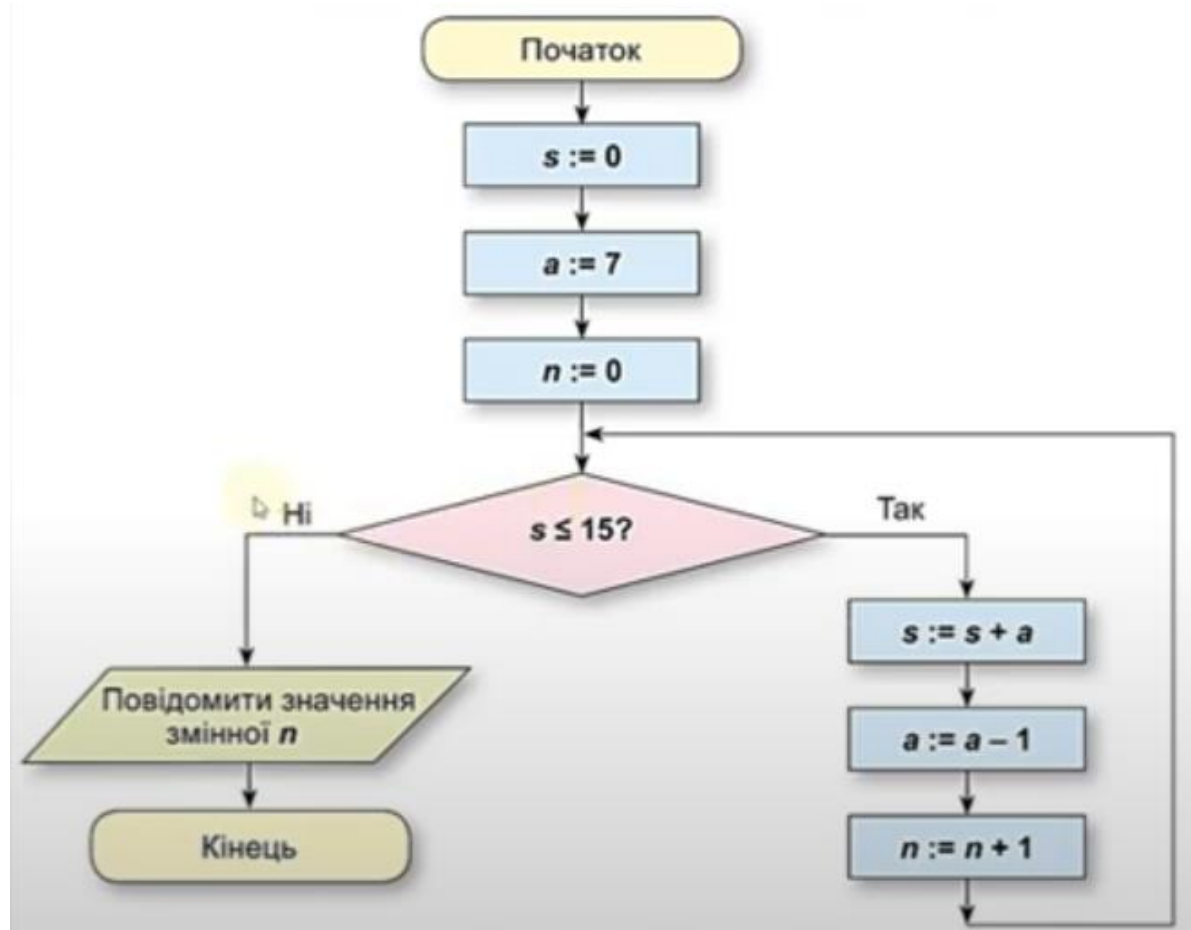 Початок
s := 0
a := 7
n := 0
s ≤ 15?
Ні
Так
s := s + a
a := a – 1
n := n + 1
Повідомити значення
змінної n
Кінець